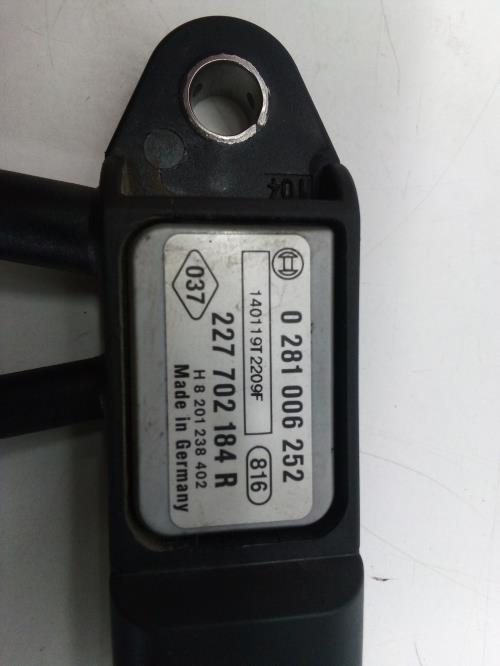 0 281 006 252
140119T2209F
816
037
227 702 184 R
H 8 201 238 402
Made in Germany